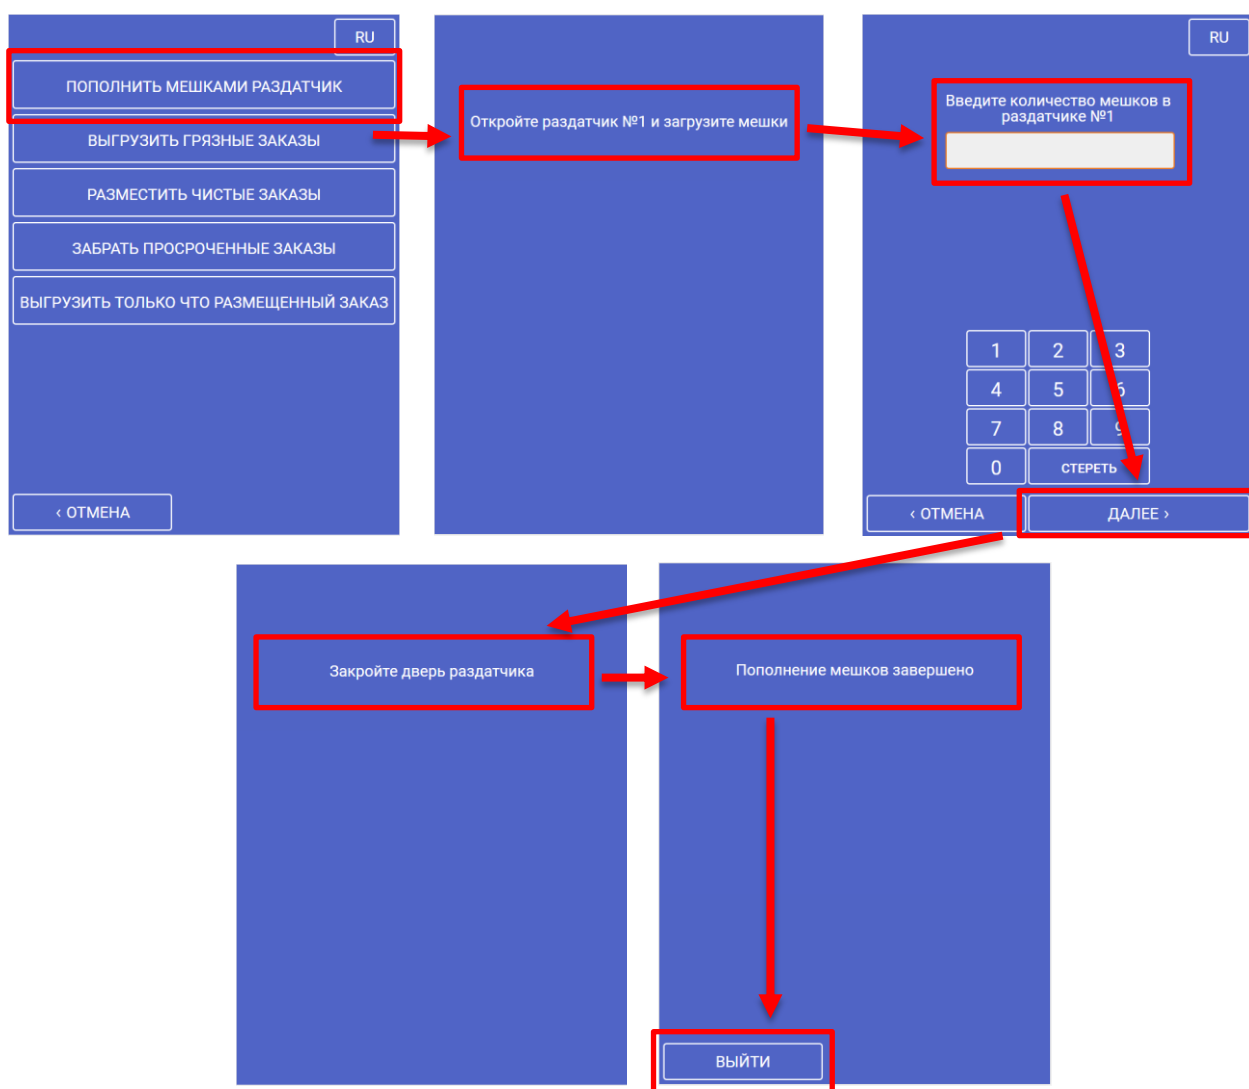 RU
ПОПОЛНИТЬ МЕШКАМИ РАЗДАТЧИК
ВЫГРУЗИТЬ ГРЯЗНЫЕ ЗАКАЗЫ
РАЗМЕСТИТЬ ЧИСТЫЕ ЗАКАЗЫ
ЗАБРАТЬ ПРОСРОЧЕННЫЕ ЗАКАЗЫ
ВЫГРУЗИТЬ ТОЛЬКО ЧТО РАЗМЕЩЕННЫЙ ЗАКАЗ
‹ ОТМЕНА
Откройте раздатчик №1 и загрузите мешки
RU
Введите количество мешков в
раздатчике №1
1 2 3
4 5 6
7 8 9
0 СТЕРЕТЬ
‹ ОТМЕНА ДАЛЕЕ ›
Закройте дверь раздатчика
Пополнение мешков завершено
ВЫЙТИ